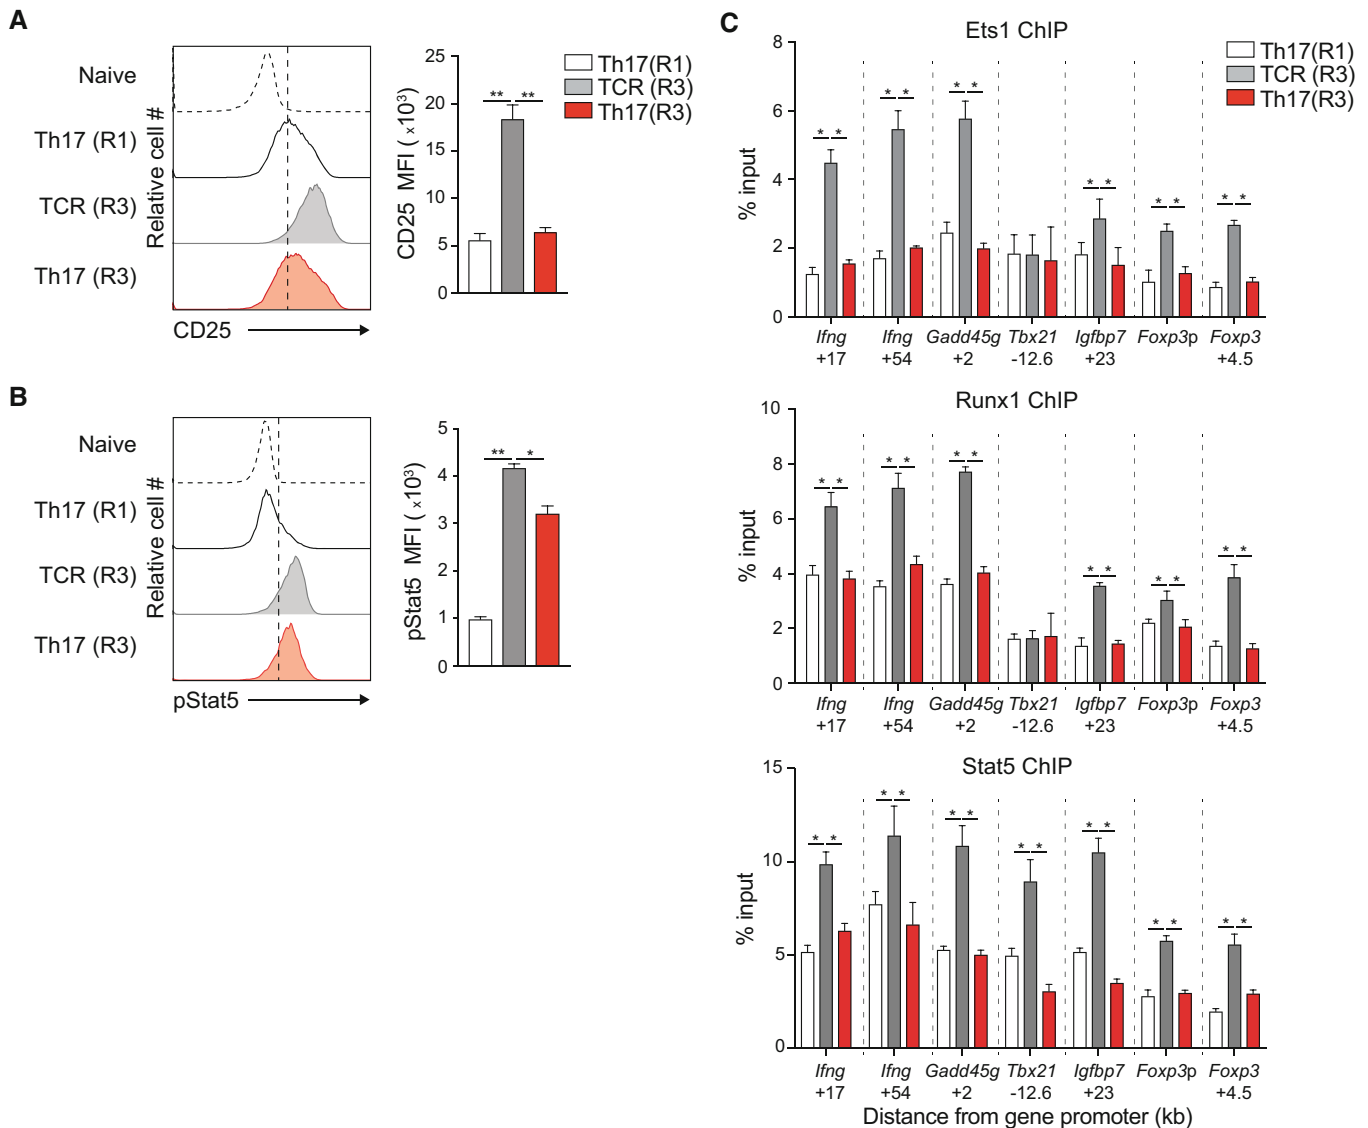 A
Naive
Th17 (R1)
TCR (R3)
Th17 (R3)
Relative cell #
CD25
CD25 MFI ( x10³)
25
20
15
10
5
0
** **
Th17(R1)
TCR (R3)
Th17(R3)
B
Naive
Th17 (R1)
TCR (R3)
Th17 (R3)
Relative cell #
pStat5
pStat5 MFI ( x10³)
5
4
3
2
1
0
** *
C
Ets1 ChIP
Th17(R1)
TCR (R3)
Th17(R3)
% input
8
6
4
2
0
* * * * * * * * * * * *
Ifng Ifng Gadd45g Tbx21 Igfbp7 Foxp3p Foxp3
+17 +54 +2 -12.6 +23 +4.5
Runx1 ChIP
% input
10
8
6
4
2
0
* * * * * * * * * * * *
Ifng Ifng Gadd45g Tbx21 Igfbp7 Foxp3p Foxp3
+17 +54 +2 -12.6 +23 +4.5
Stat5 ChIP
% input
15
10
5
0
* * * * * * * * * * * * * *
Ifng Ifng Gadd45g Tbx21 Igfbp7 Foxp3p Foxp3
+17 +54 +2 -12.6 +23 +4.5
Distance from gene promoter (kb)